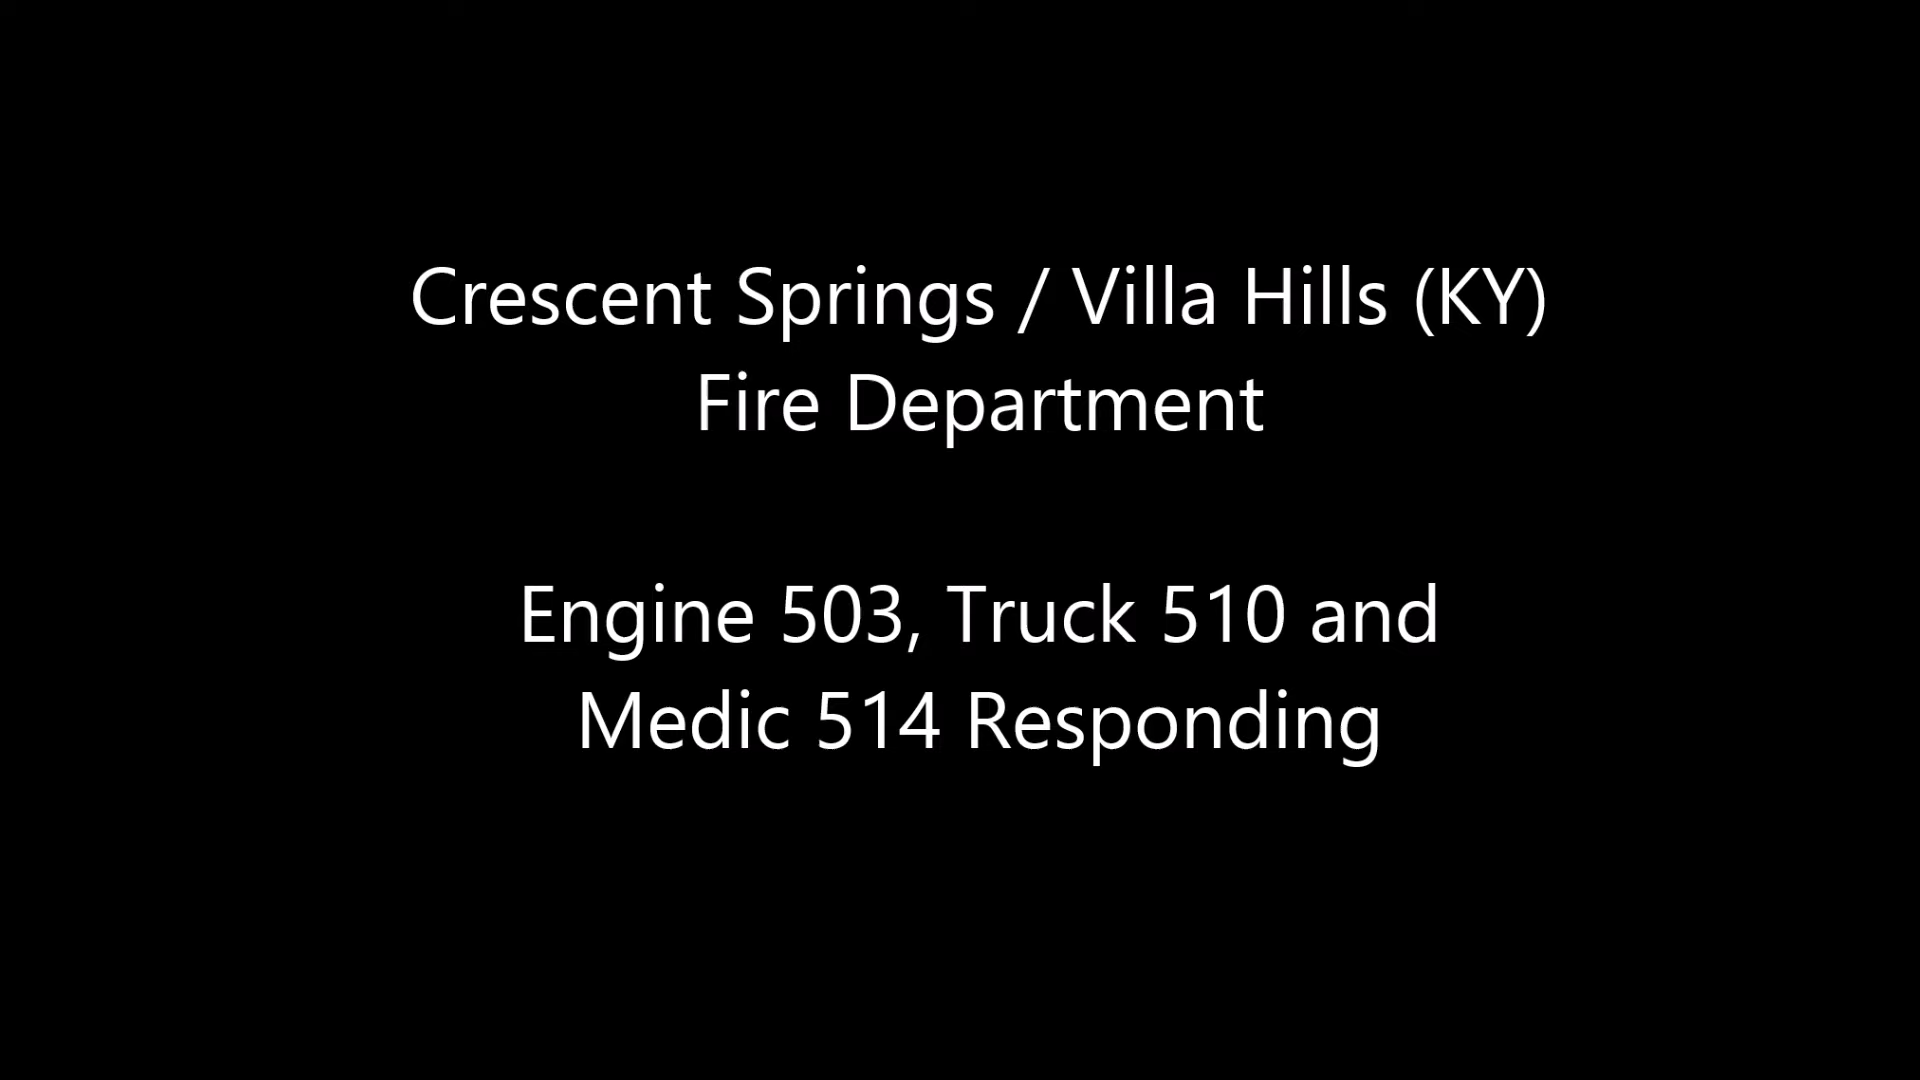 Crescent Springs / Villa Hills (KY)
Fire Department
Engine 503, Truck 510 and
Medic 514 Responding